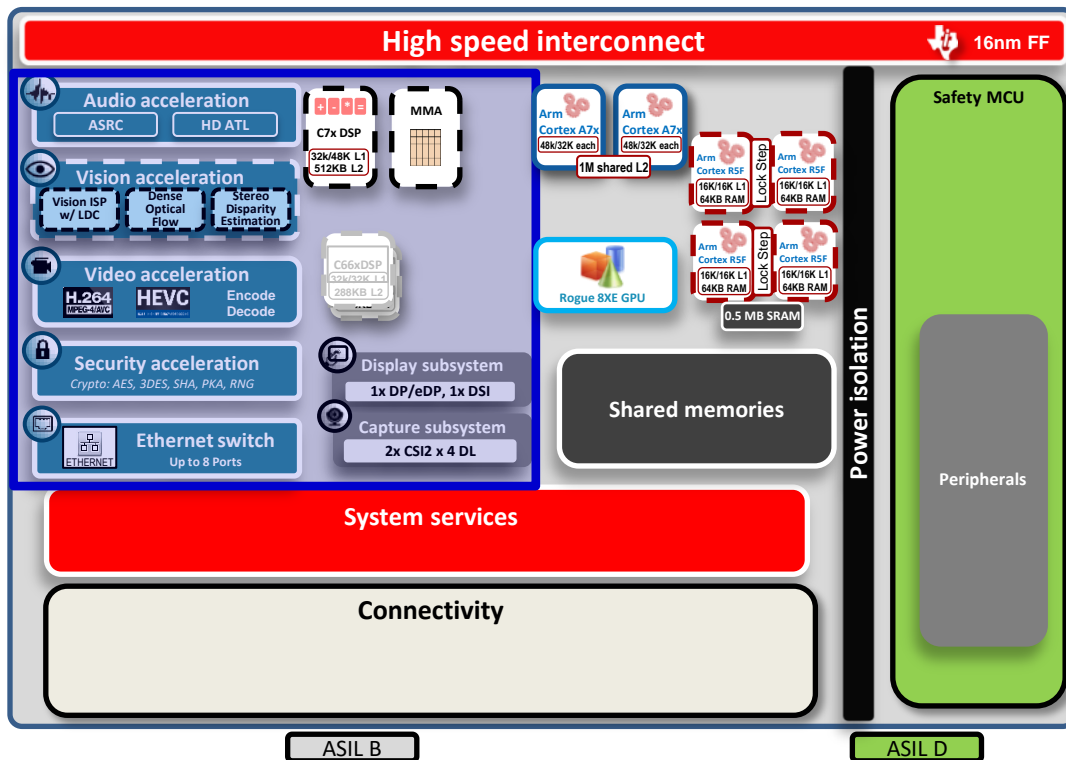 High speed interconnect
16nm FF
Audio acceleration
ASRC
HD ATL
Vision acceleration
Vision ISP
w/ LDC
Dense
Optical
Flow
Stereo
Disparity
Estimation
Video acceleration
H.264
MPEG-4/AVC
HEVC
Encode
Decode
Security acceleration
Crypto: AES, 3DES, SHA, PKA, RNG
Ethernet switch
ETHERNET
Up to 8 Ports
+ - * =
C7x DSP
32k/48K L1
512KB L2
MMA
C66xDSP
32k/32K L1
288KB L2
Display subsystem
1x DP/eDP, 1x DSI
Capture subsystem
2x CSI2 x 4 DL
Arm
Cortex A7x
48k/32K each
Arm
Cortex A7x
48k/32K each
1M shared L2
Arm
Cortex R5F
16K/16K L1
64KB RAM
Lock Step
Arm
Cortex R5F
16K/16K L1
64KB RAM
Arm
Cortex R5F
16K/16K L1
64KB RAM
Lock Step
Arm
Cortex R5F
16K/16K L1
64KB RAM
0.5 MB SRAM
Rogue 8XE GPU
Shared memories
System services
Connectivity
Power isolation
Safety MCU
Peripherals
ASIL B
ASIL D